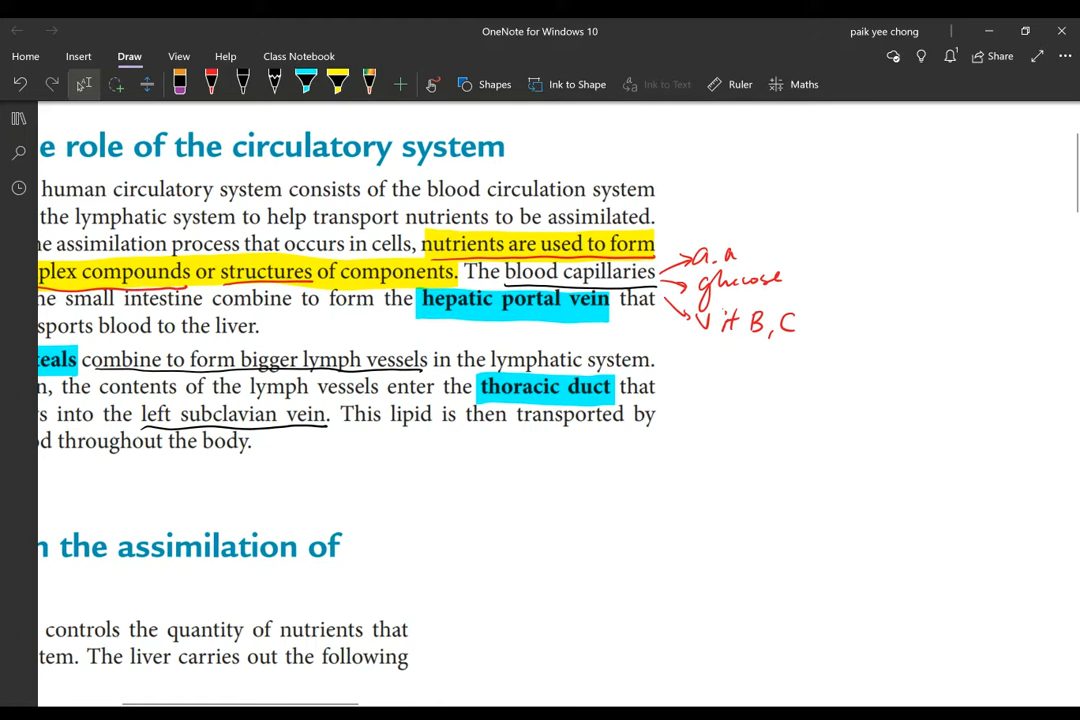 OneNote for Windows 10
paik yee chong
Home Insert Draw View Help Class Notebook
Share
Shapes Ink to Shape Ink to Text Ruler Maths
e role of the circulatory system
human circulatory system consists of the blood circulation system
the lymphatic system to help transport nutrients to be assimilated.
ne assimilation process that occurs in cells, nutrients are used to form
plex compounds or structures of components. The blood capillaries
he small intestine combine to form the hepatic portal vein that
sports blood to the liver.
a.a
glucose
vit B, C
teals combine to form bigger lymph vessels in the lymphatic system.
n, the contents of the lymph vessels enter the thoracic duct that
s into the left subclavian vein. This lipid is then transported by
od throughout the body.
n the assimilation of
controls the quantity of nutrients that
tem. The liver carries out the following